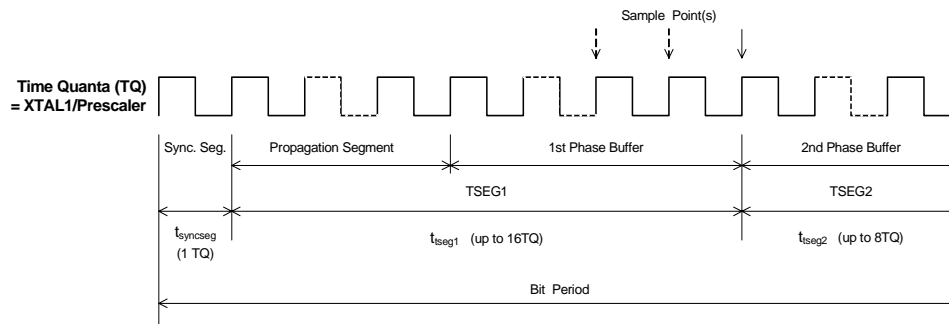 Sample Point(s)
Time Quanta (TQ)
= XTAL1/Prescaler
Sync. Seg.
Propagation Segment
1st Phase Buffer
2nd Phase Buffer
TSEG1
TSEG2
tsyncseg
(1 TQ)
ttseg1 (up to 16TQ)
ttseg2 (up to 8TQ)
Bit Period